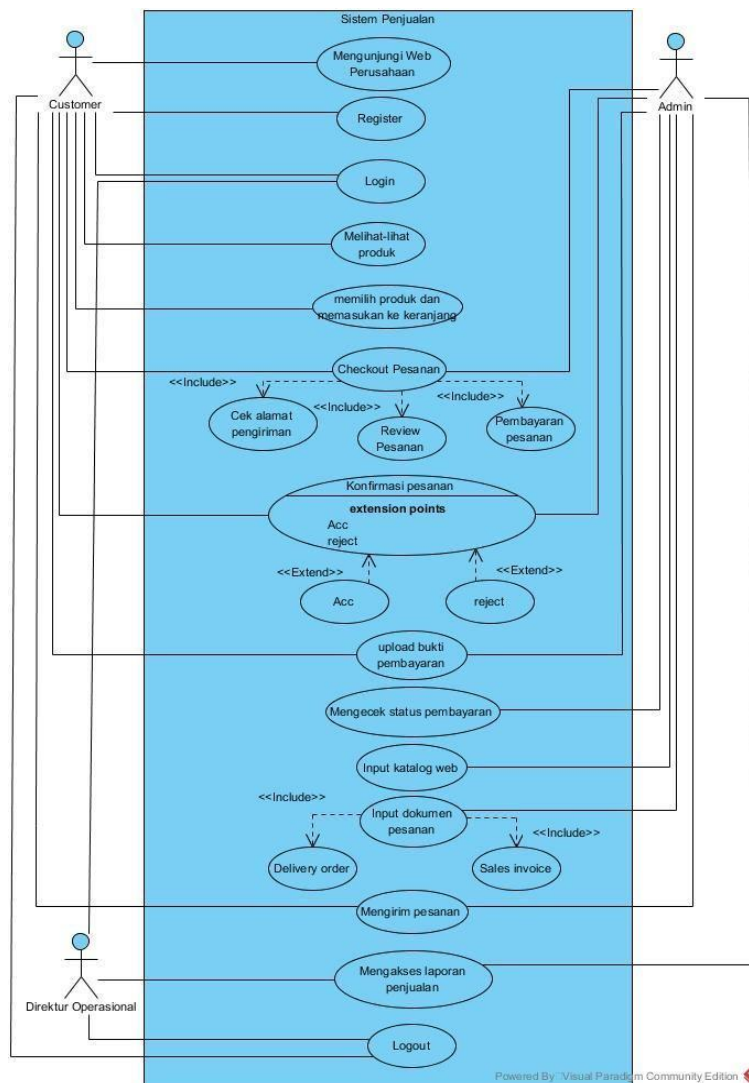 Sistem Penjualan
Mengunjungi Web
Perusahaan
Customer
Admin
Register
Login
Melihat-lihat
produk
memilih produk dan
memasukan ke keranjang
Checkout Pesanan
<<Include>>
<<Include>>
<<Include>>
Cek alamat
pengiriman
Review
Pesanan
Pembayaran
pesanan
Konfirmasi pesanan
extension points
Acc
reject
<<Extend>>
<<Extend>>
Acc
reject
upload bukti
pembayaran
Mengecek status pembayaran
Input katalog web
<<Include>>
Input dokumen
pesanan
<<Include>>
Delivery order
Sales invoice
Mengirim pesanan
Mengakses laporan
penjualan
Direktur Operasional
Logout
Powered By Visual Paradigm Community Edition